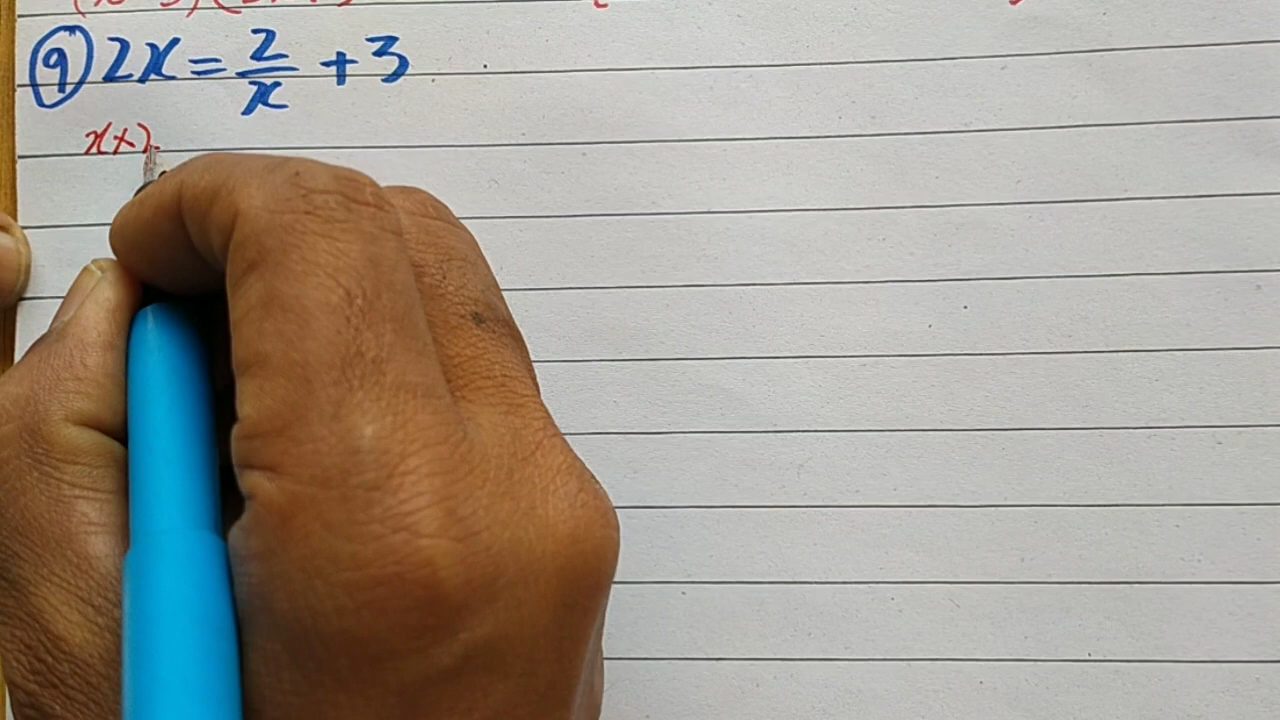 ⑨ 2x = 2/x + 3
x(x)